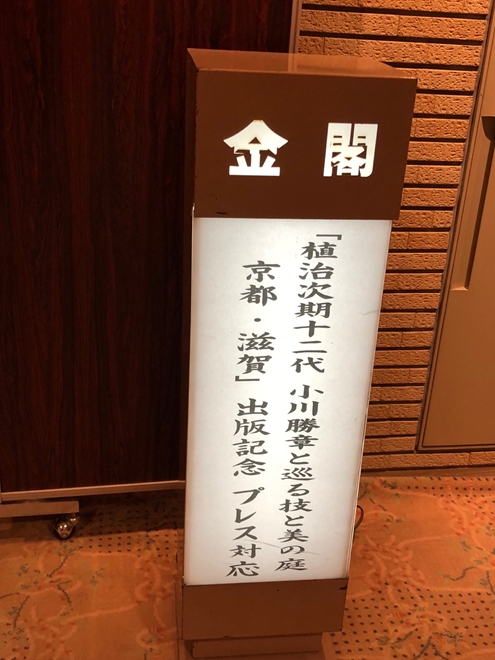 金閣
「植治次期十二代 小川勝章と巡る技と美の庭
京都・滋賀」 出版記念 プレス対応